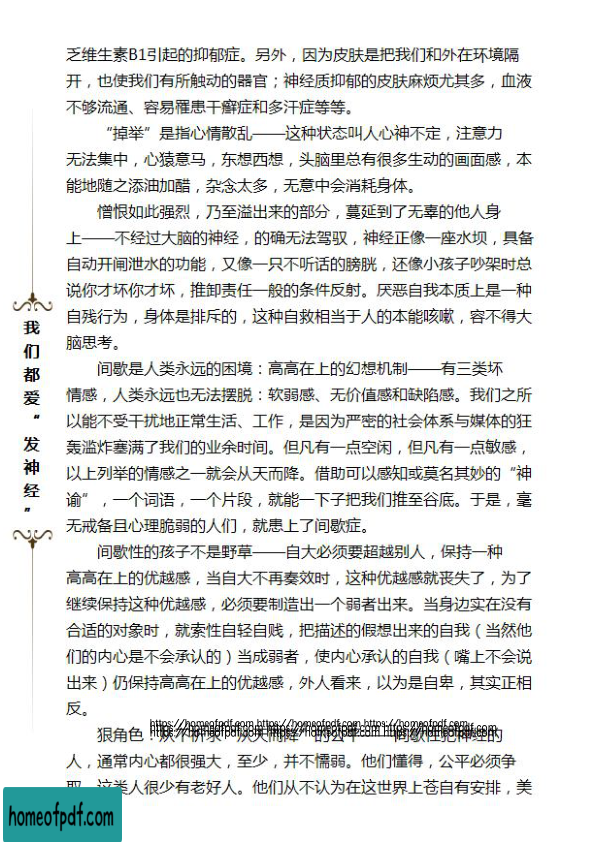 乏维生素B1引起的抑郁症。另外，因为皮肤是把我们和外在环境隔
开，也使我们有所触动的器官；神经质抑郁的皮肤麻烦尤其多，血液
不够流通、容易罹患干癣症和多汗症等等。
“掉举”是指心情散乱——这种状态叫人心神不定，注意力
无法集中，心猿意马，东想西想，头脑里总有很多生动的画面感，本
能地随之添油加醋，杂念太多，无意中会消耗身体。
憎恨如此强烈，乃至溢出来的部分，蔓延到了无辜的他人身
上——不经过大脑的神经，的确无法驾驭，神经正像一座水坝，具备
自动开闸泄水的功能，又像一只不听话的膀胱，还像小孩子吵架时总
说你才坏你才坏，推卸责任一般的条件反射。厌恶自我本质上是一种
自残行为，身体是排斥的，这种自救相当于人的本能咳嗽，容不得大
脑思考。
间歇是人类永远的困境：高高在上的幻想机制——有三类坏
情感，人类永远也无法摆脱：软弱感、无价值感和缺陷感。我们之所
以能不受干扰地正常生活、工作，是因为严密的社会体系与媒体的狂
轰滥炸塞满了我们的业余时间。但凡有一点空闲，但凡有一点敏感，
以上列举的情感之一就会从天而降。借助可以感知或莫名其妙的“神
谕”，一个词语，一个片段，就能一下子把我们推至谷底。于是，毫
无戒备且心理脆弱的人们，就患上了间歇症。
间歇性的孩子不是野草——自大必须要超越别人，保持一种
高高在上的优越感，当自大不再奏效时，这种优越感就丧失了，为了
继续保持这种优越感，必须要制造出一个弱者出来。当身边实在没有
合适的对象时，就索性自轻自贱，把描述的假想出来的自我（当然他
们的内心是不会承认的）当成弱者，使内心承认的自我（嘴上不会说
出来）仍保持高高在上的优越感，外人看来，以为是自卑，其实正相
反。
https://homeofpdf.com https://homeofpdf.com https://homeofpdf.com
https://homeofpdf.com https://homeofpdf.com https://homeofpdf.com
狠角色：从不祈求“从天而降”的公平——间歇性犯神经的
人，通常内心都很强大，至少，并不懦弱。他们懂得，公平必须争
取，这类人很少有老好人。他们从不认为在这世界上苍自有安排，美
我们都爱“发神经”
homeofpdf.com